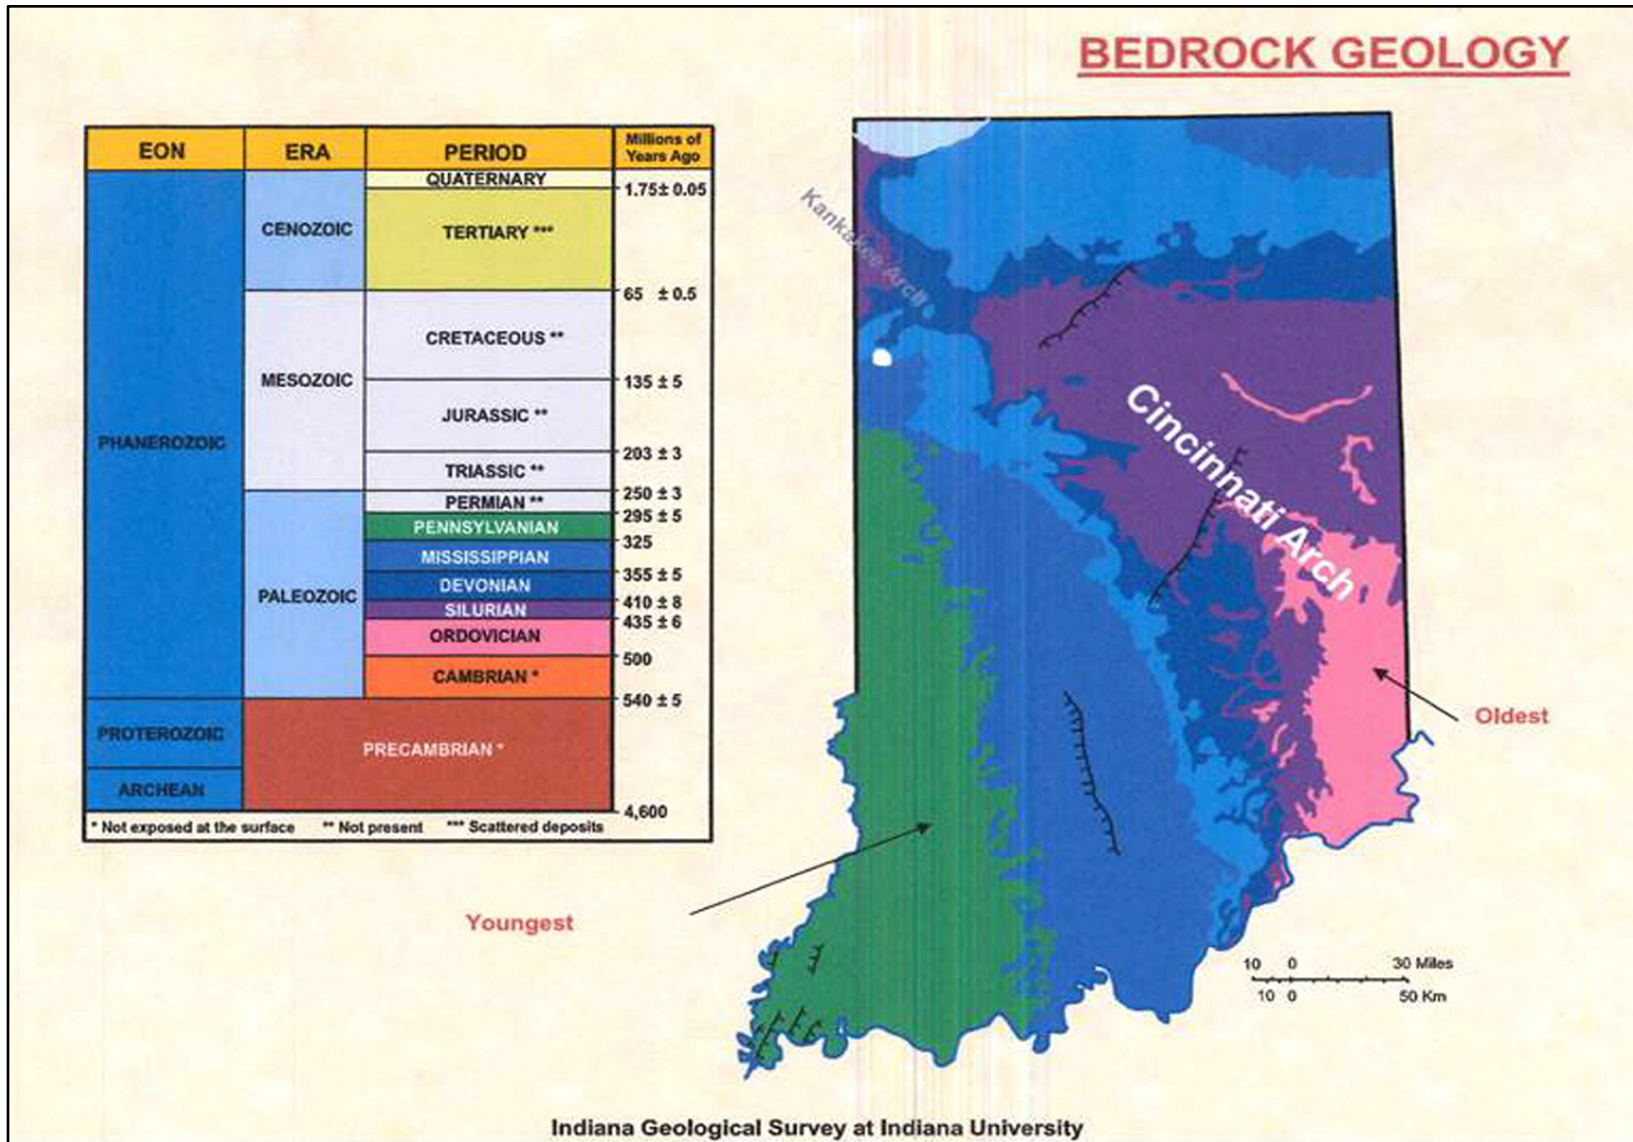 BEDROCK GEOLOGY
EON ERA PERIOD Millions of
Years Ago
QUATERNARY
1.75± 0.05
CENOZOIC
TERTIARY ***
65 ± 0.5
CRETACEOUS **
MESOZOIC
135 ± 5
JURASSIC **
PHANEROZOIC
203 ± 3
TRIASSIC **
250 ± 3
PERMIAN **
295 ± 5
PENNSYLVANIAN
325
MISSISSIPPIAN
355 ± 5
DEVONIAN
PALEOZOIC
410 ± 8
SILURIAN
435 ± 6
ORDOVICIAN
500
CAMBRIAN *
540 ± 5
PROTEROZOIC
PRECAMBRIAN *
ARCHEAN
4,600
* Not exposed at the surface ** Not present *** Scattered deposits
Kankakee Arch
Cincinnati Arch
Oldest
Youngest
10 0 30 Miles
10 0 50 Km
Indiana Geological Survey at Indiana University